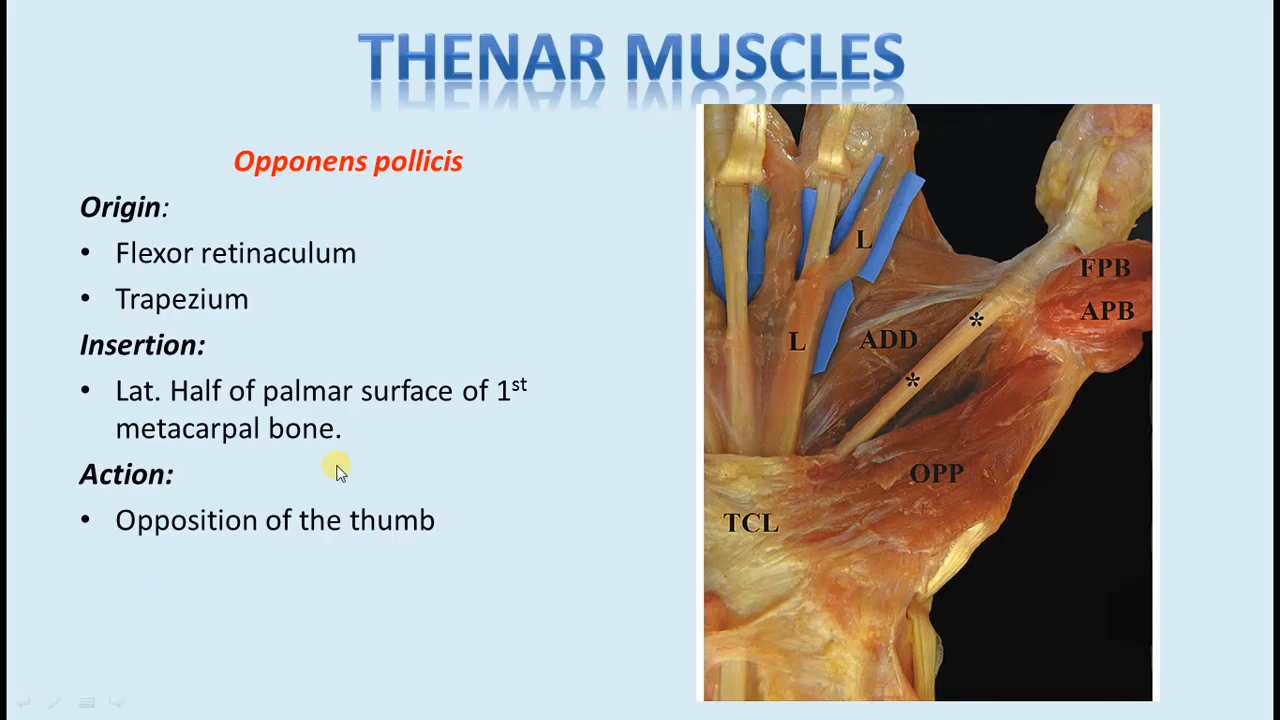 THENAR MUSCLES
Opponens pollicis
Origin:
• Flexor retinaculum
• Trapezium
Insertion:
• Lat. Half of palmar surface of 1st
metacarpal bone.
Action:
• Opposition of the thumb
L
FPB
APB
L
ADD
*
*
OPP
TCL